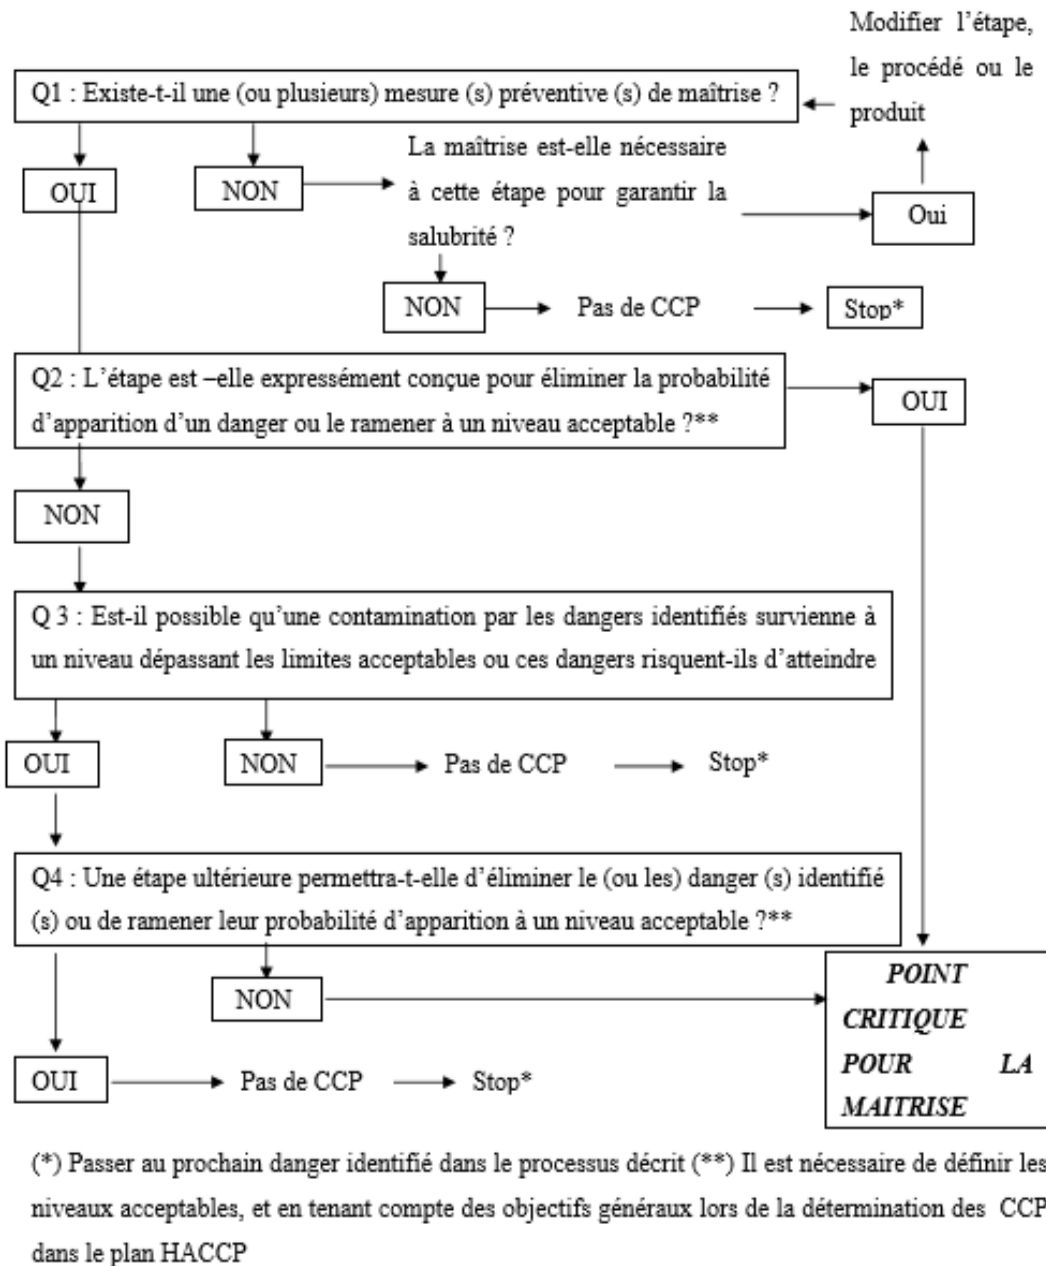 Modifier l’étape,
le procédé ou le
produit
Q1 : Existe-t-il une (ou plusieurs) mesure (s) préventive (s) de maîtrise ?
OUI
NON
La maîtrise est-elle nécessaire
à cette étape pour garantir la
salubrité ?
Oui
NON
Pas de CCP
Stop*
Q2 : L’étape est –elle expressément conçue pour éliminer la probabilité
d’apparition d’un danger ou le ramener à un niveau acceptable ?**
OUI
NON
Q 3 : Est-il possible qu’une contamination par les dangers identifiés survienne à
un niveau dépassant les limites acceptables ou ces dangers risquent-ils d’atteindre
OUI
NON
Pas de CCP
Stop*
Q4 : Une étape ultérieure permettra-t-elle d’éliminer le (ou les) danger (s) identifié
(s) ou de ramener leur probabilité d’apparition à un niveau acceptable ?**
NON
POINT
CRITIQUE
POUR LA
MAITRISE
OUI
Pas de CCP
Stop*
(*) Passer au prochain danger identifié dans le processus décrit (**) Il est nécessaire de définir les
niveaux acceptables, et en tenant compte des objectifs généraux lors de la détermination des CCP
dans le plan HACCP